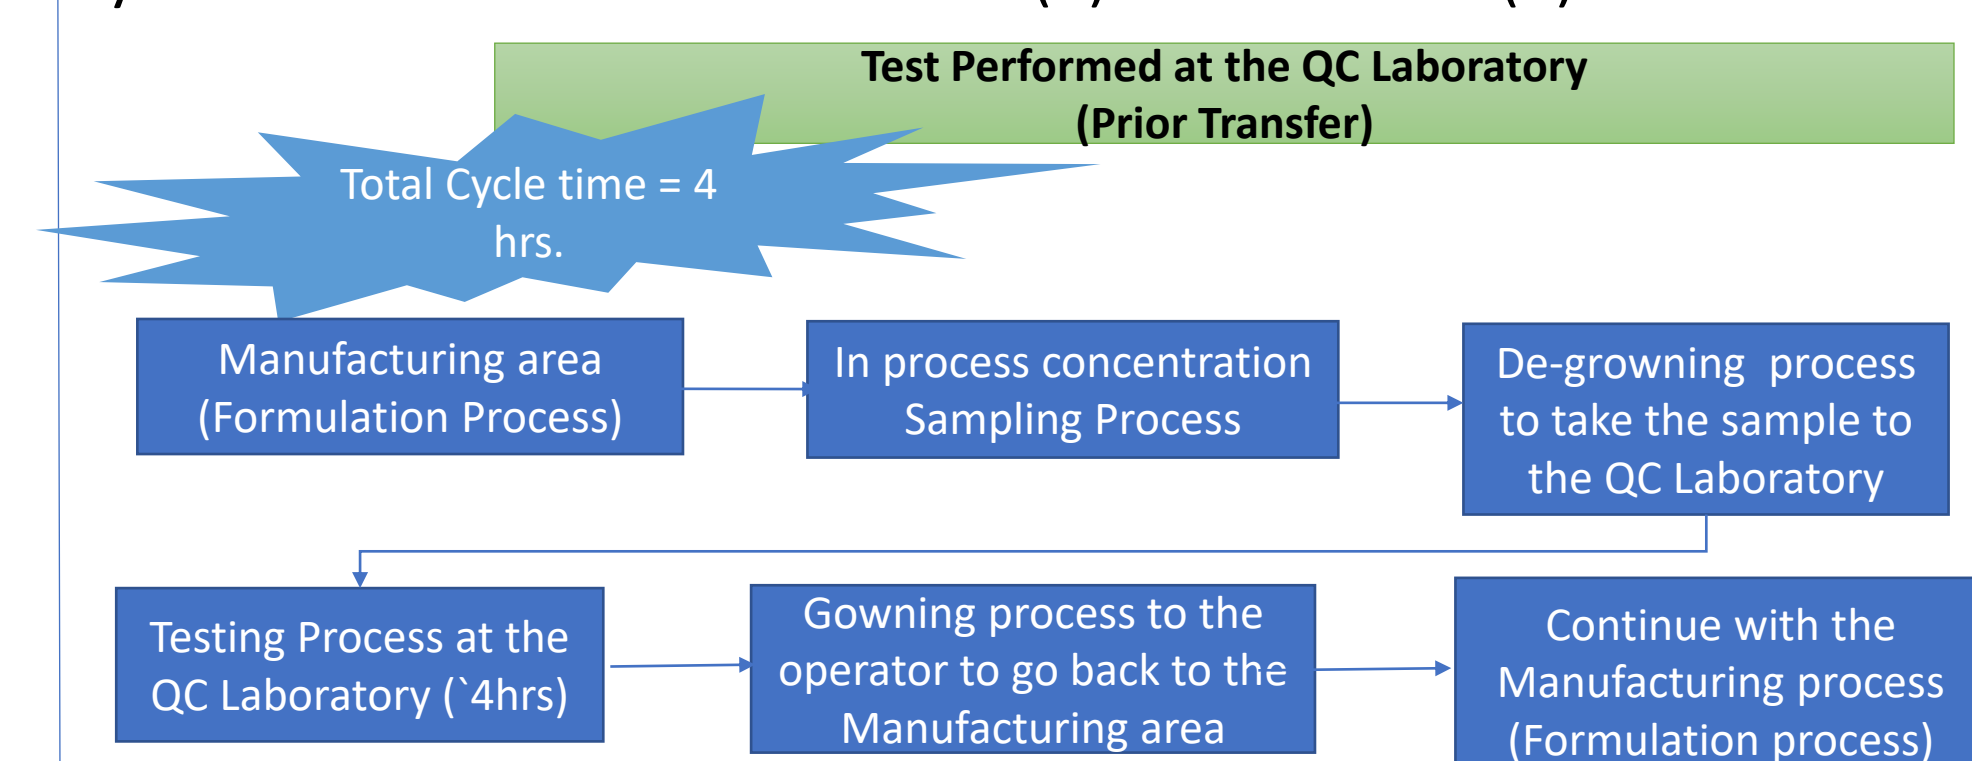 Test Performed at the QC Laboratory
(Prior Transfer)
Total Cycle time = 4
hrs.
Manufacturing area
(Formulation Process)
In process concentration
Sampling Process
De-growning process
to take the sample to
the QC Laboratory
Testing Process at the
QC Laboratory (`4hrs)
Gowning process to the
operator to go back to the
Manufacturing area
Continue with the
Manufacturing process
(Formulation process)